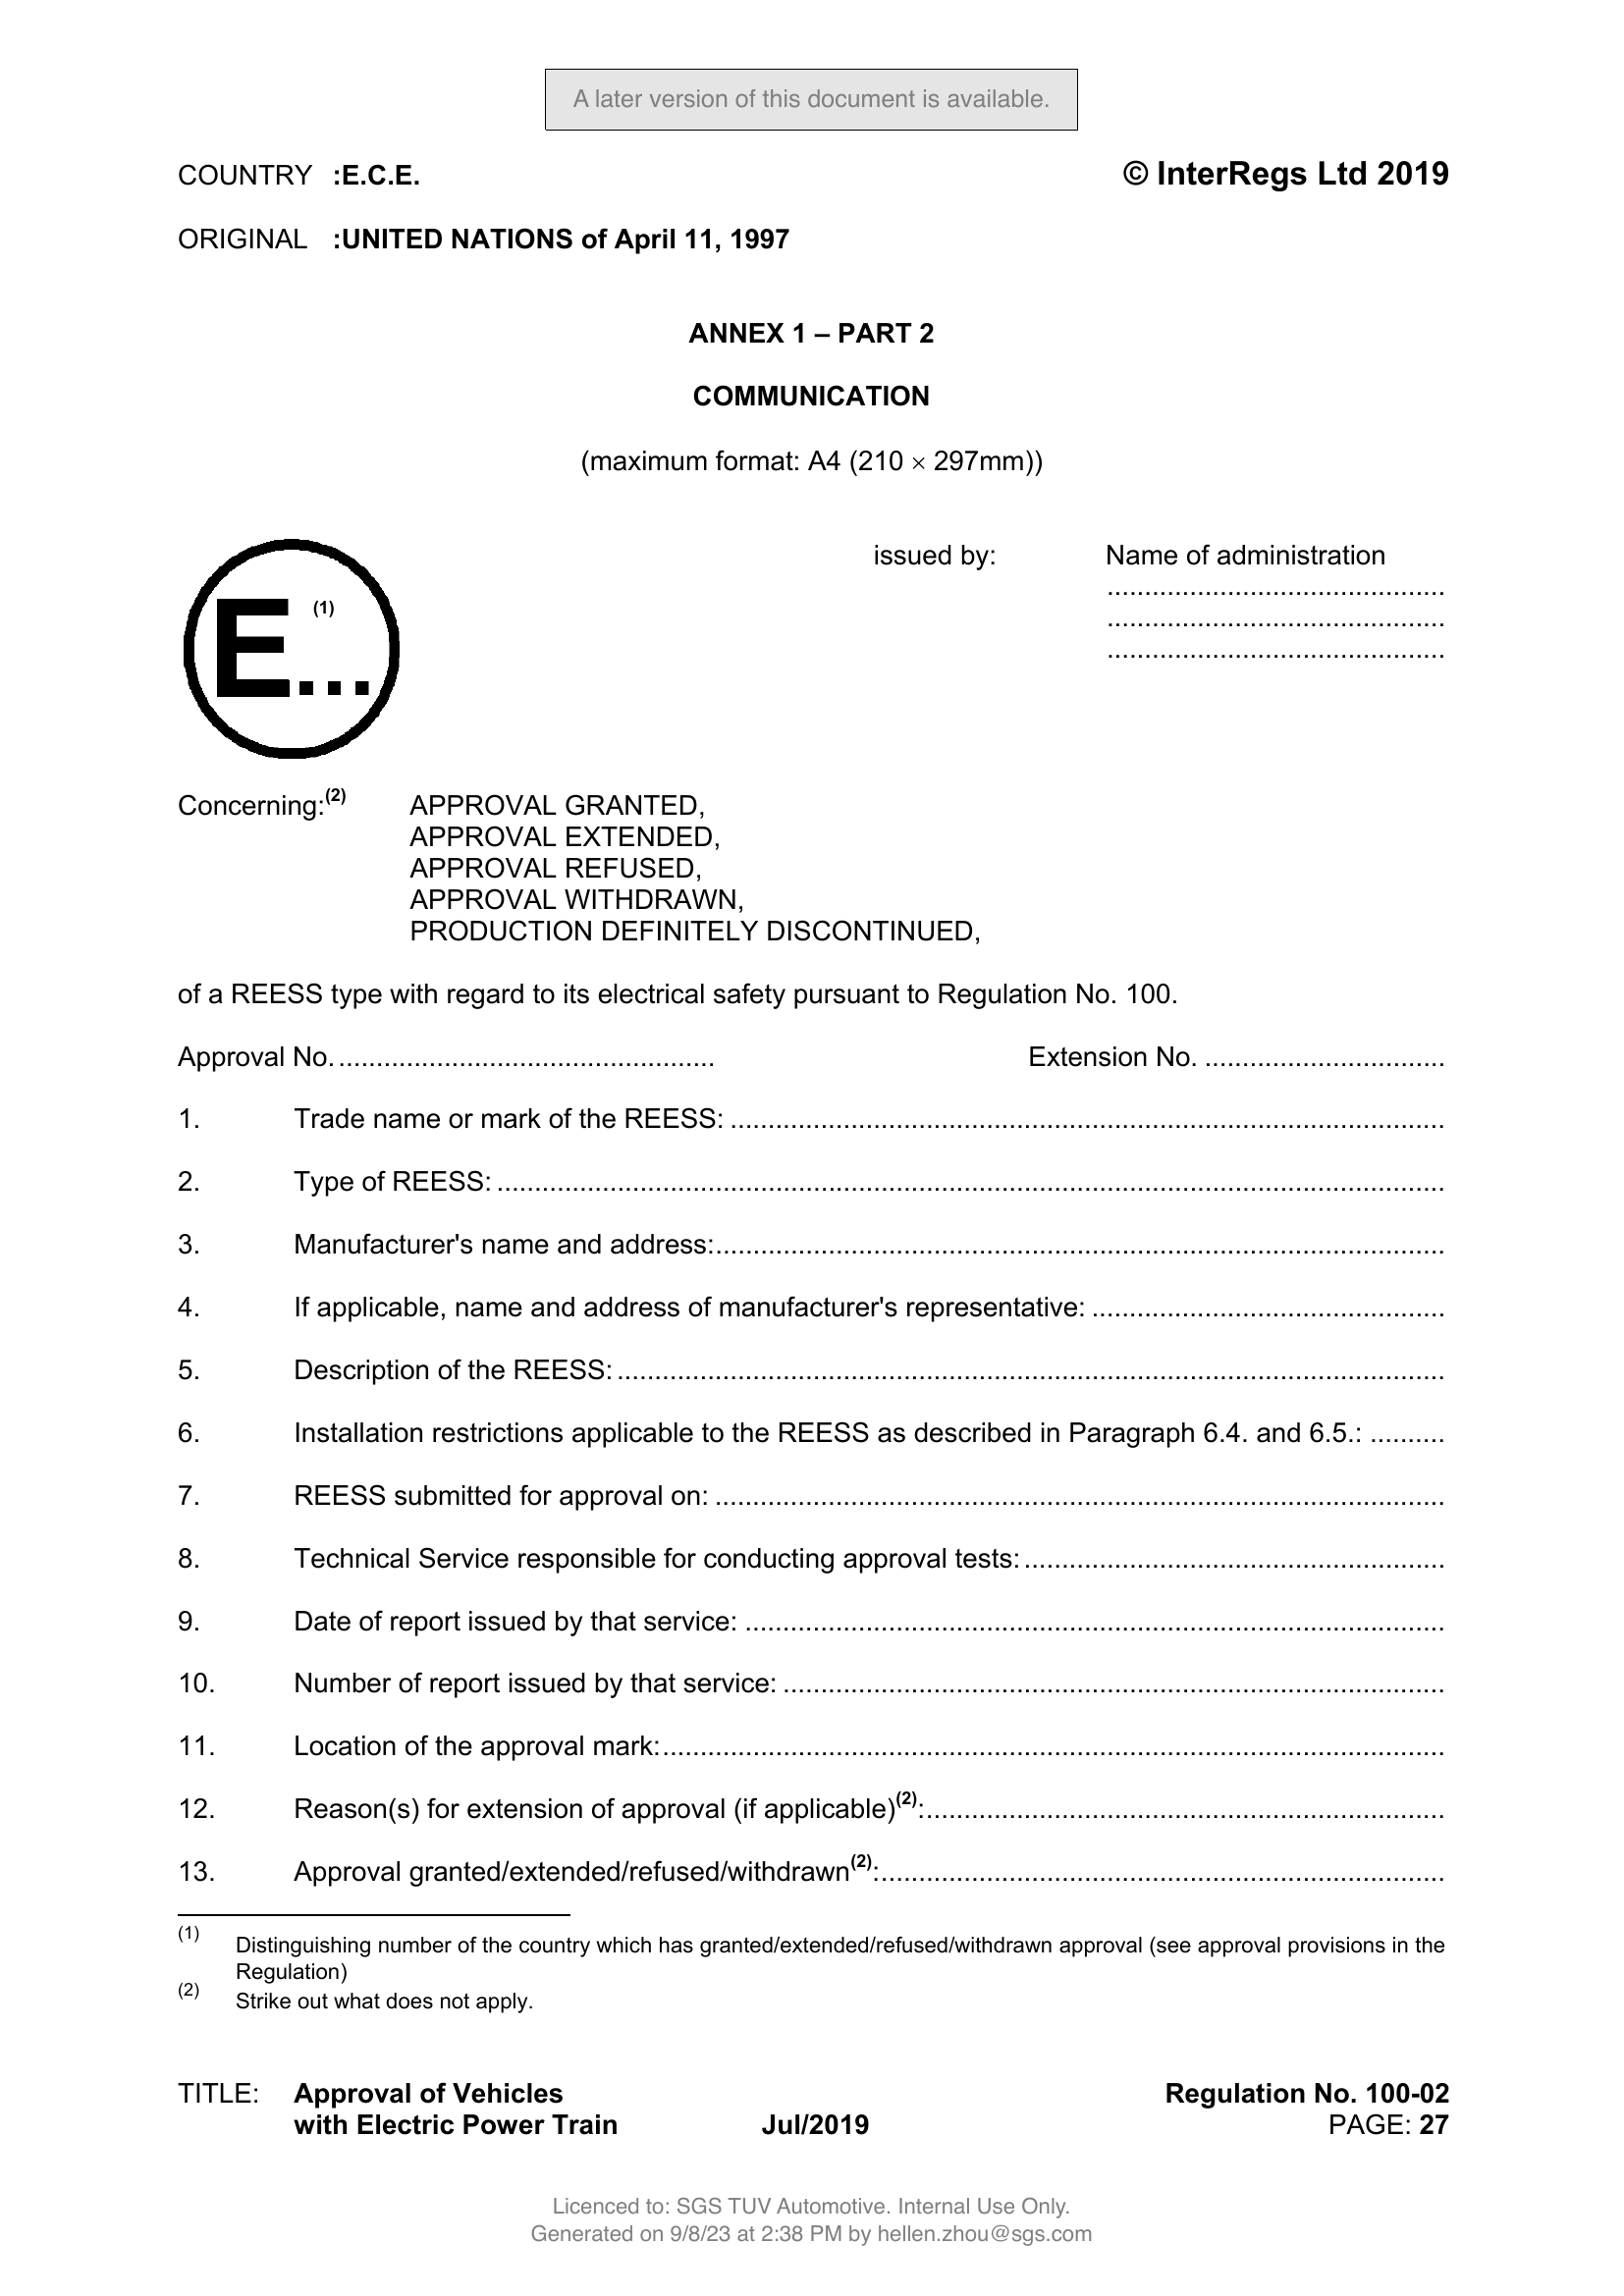 A later version of this document is available.
COUNTRY :E.C.E. © InterRegs Ltd 2019
ORIGINAL :UNITED NATIONS of April 11, 1997
ANNEX 1 – PART 2
COMMUNICATION
(maximum format: A4 (210 × 297mm))
issued by: Name of administration
.............................................
.............................................
.............................................
E... (1)
Concerning:(2) APPROVAL GRANTED,
APPROVAL EXTENDED,
APPROVAL REFUSED,
APPROVAL WITHDRAWN,
PRODUCTION DEFINITELY DISCONTINUED,
of a REESS type with regard to its electrical safety pursuant to Regulation No. 100.
Approval No. .................................................. Extension No. ................................
1. Trade name or mark of the REESS: ...............................................................................................
2. Type of REESS: ..............................................................................................................................
3. Manufacturer's name and address: .................................................................................................
4. If applicable, name and address of manufacturer's representative: ...............................................
5. Description of the REESS: ..............................................................................................................
6. Installation restrictions applicable to the REESS as described in Paragraph 6.4. and 6.5.: ..........
7. REESS submitted for approval on: .................................................................................................
8. Technical Service responsible for conducting approval tests: ........................................................
9. Date of report issued by that service: .............................................................................................
10. Number of report issued by that service: ........................................................................................
11. Location of the approval mark: ........................................................................................................
12. Reason(s) for extension of approval (if applicable)(2): .....................................................................
13. Approval granted/extended/refused/withdrawn(2): ...........................................................................
(1) Distinguishing number of the country which has granted/extended/refused/withdrawn approval (see approval provisions in the
Regulation)
(2) Strike out what does not apply.
TITLE: Approval of Vehicles Regulation No. 100-02
with Electric Power Train Jul/2019 PAGE: 27
Licenced to: SGS TUV Automotive. Internal Use Only.
Generated on 9/8/23 at 2:38 PM by hellen.zhou@sgs.com